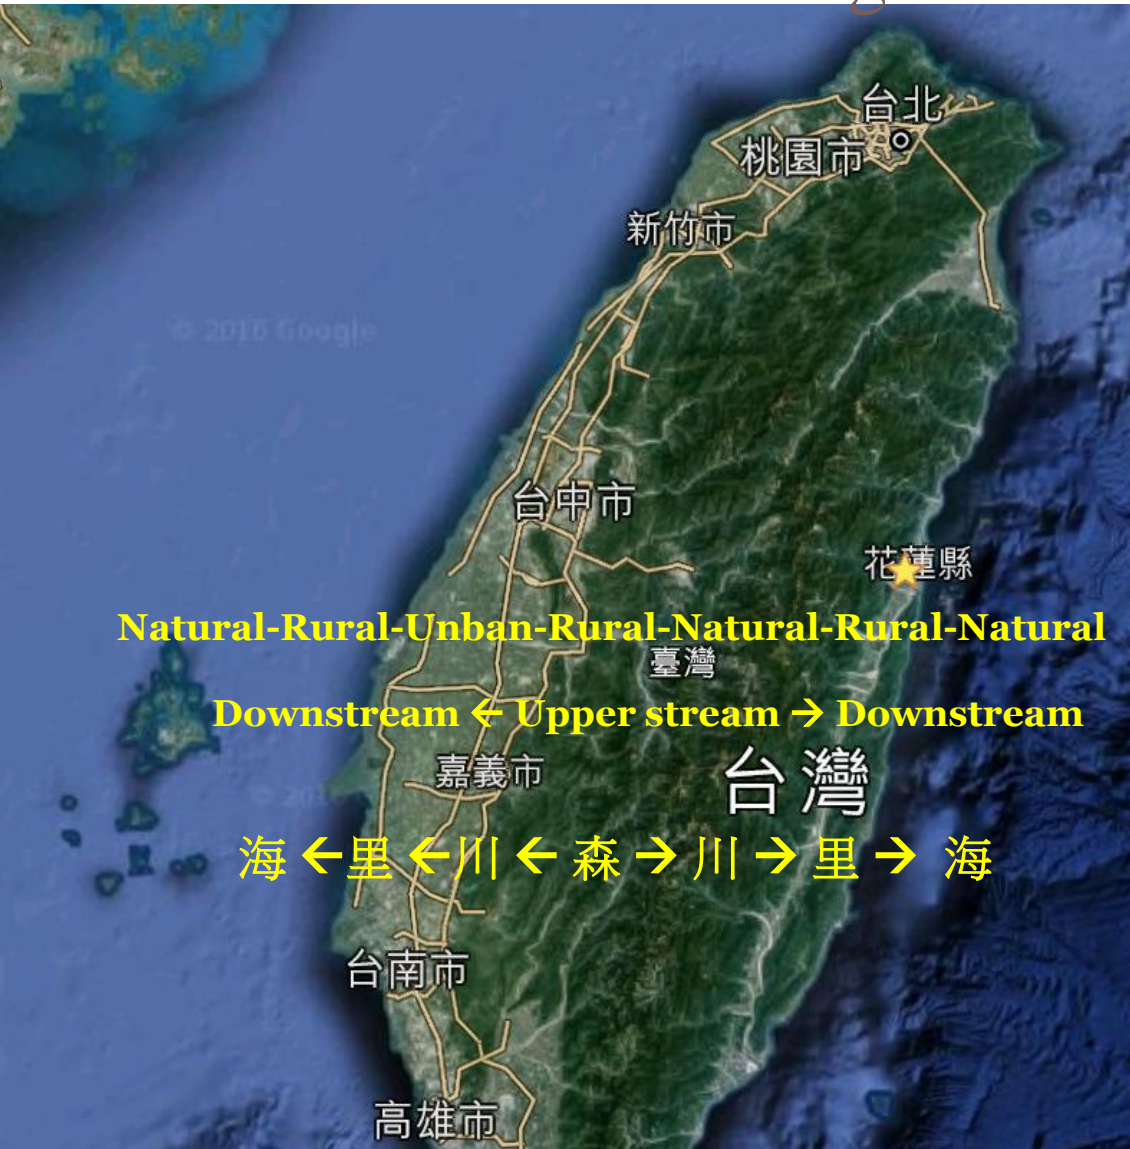 台北
桃園市
新竹市
© 2016 Google
台中市
花蓮縣
Natural-Rural-Unban-Rural-Natural-Rural-Natural
臺灣
Downstream ← Upper stream → Downstream
嘉義市
台灣
海 ←里 ←川 ← 森 → 川 → 里 → 海
台南市
高雄市